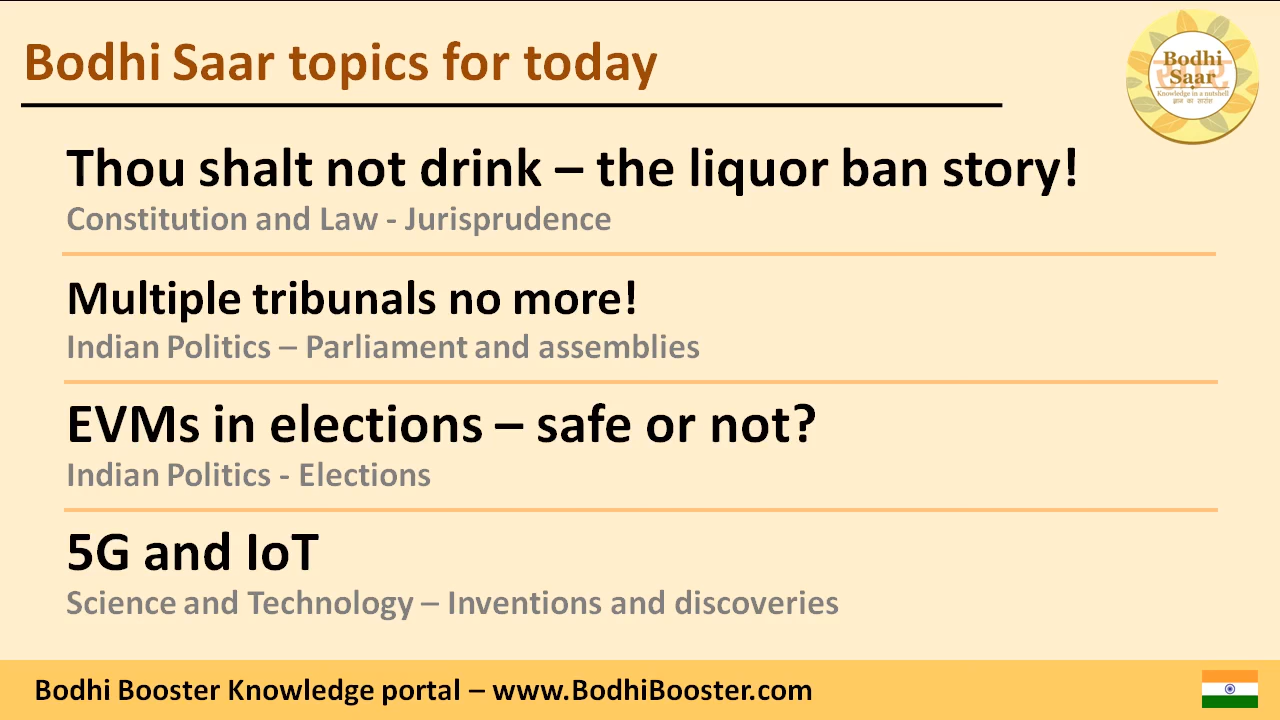 Bodhi Saar topics for today
Bodhi
Saar
Knowledge in a nutshell
ज्ञान का सारांश
Thou shalt not drink – the liquor ban story!
Constitution and Law - Jurisprudence
Multiple tribunals no more!
Indian Politics – Parliament and assemblies
EVMs in elections – safe or not?
Indian Politics - Elections
5G and IoT
Science and Technology – Inventions and discoveries
Bodhi Booster Knowledge portal – www.BodhiBooster.com